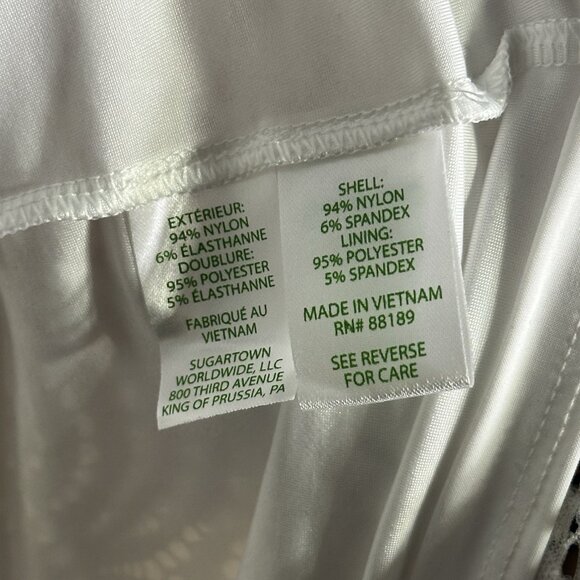 EXTÉRIEUR:
94% NYLON
6% ÉLASTHANNE
DOUBLURE:
95% POLYESTER
5% ÉLASTHANNE
FABRIQUÉ AU
VIETNAM
SUGARTOWN
WORLDWIDE, LLC
800 THIRD AVENUE
KING OF PRUSSIA, PA
SHELL:
94% NYLON
6% SPANDEX
LINING:
95% POLYESTER
5% SPANDEX
MADE IN VIETNAM
RN# 88189
SEE REVERSE
FOR CARE